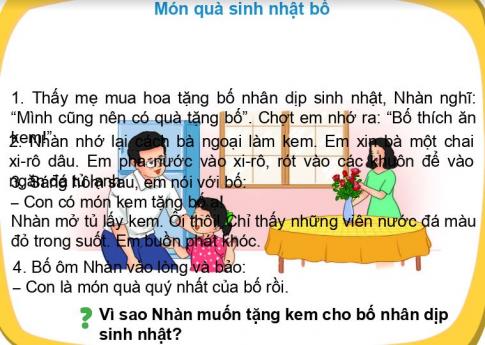 Món quà sinh nhật bố
1. Thấy mẹ mua hoa tặng bố nhân dịp sinh nhật, Nhàn nghĩ:
“Mình cũng nên có quà tặng bố”. Chợt em nhớ ra: “Bố thích ăn
kem!”
2. Nhàn nhớ lại cách bà ngoại làm kem. Em xin bà một chai
xi-rô dâu. Em pha nước vào xi-rô, rót vào các khuôn để vào
ngăn đá tủ lạnh.
3. Sáng hôm sau, em nói với bố:
– Con có món kem tặng bố ạ!
Nhàn mở tủ lấy kem. Ôi thôi! Chỉ thấy những viên nước đá màu
đỏ trong suốt. Em buồn phát khóc.
4. Bố ôm Nhàn vào lòng và bảo:
– Con là món quà quý nhất của bố rồi.
? Vì sao Nhàn muốn tặng kem cho bố nhân dịp
sinh nhật?